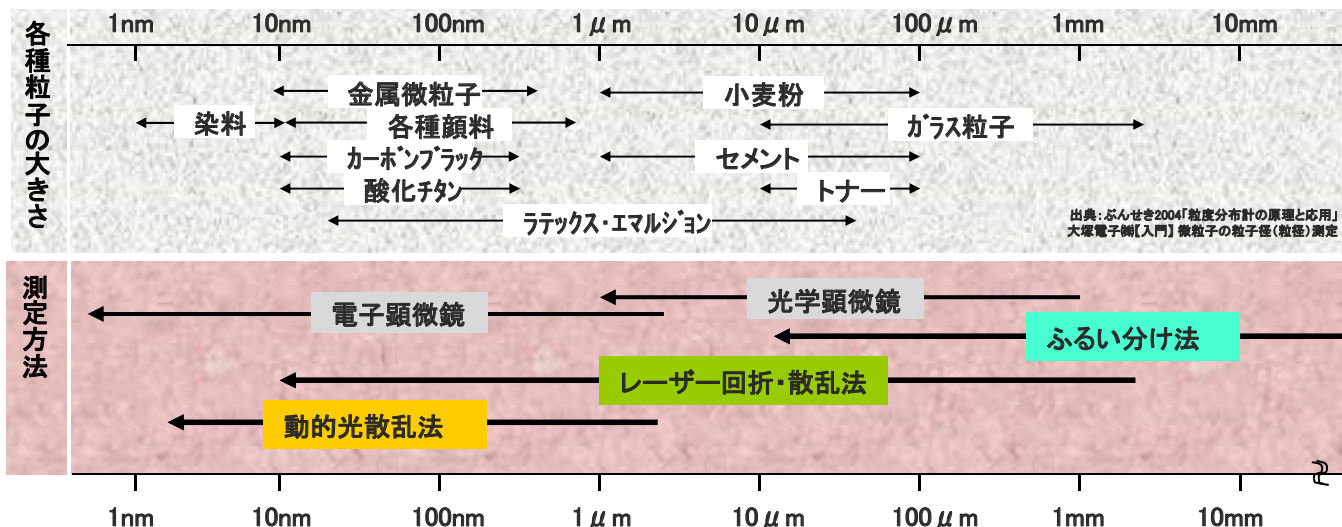 各種粒子の大きさ
1nm 10nm 100nm 1μm 10μm 100μm 1mm 10mm
金属微粒子 小麦粉
染料 各種顔料 ガラス粒子
カーボンブラック セメント
酸化チタン トナー
ラテックス・エマルジョン
出典:ぶんせき2004「粒度分布計の原理と応用」
大塚電子㈱【入門】 微粒子の粒子径(粒径)測定
測定方法
光学顕微鏡
電子顕微鏡
ふるい分け法
レーザー回折・散乱法
動的光散乱法
1nm 10nm 100nm 1μm 10μm 100μm 1mm 10mm